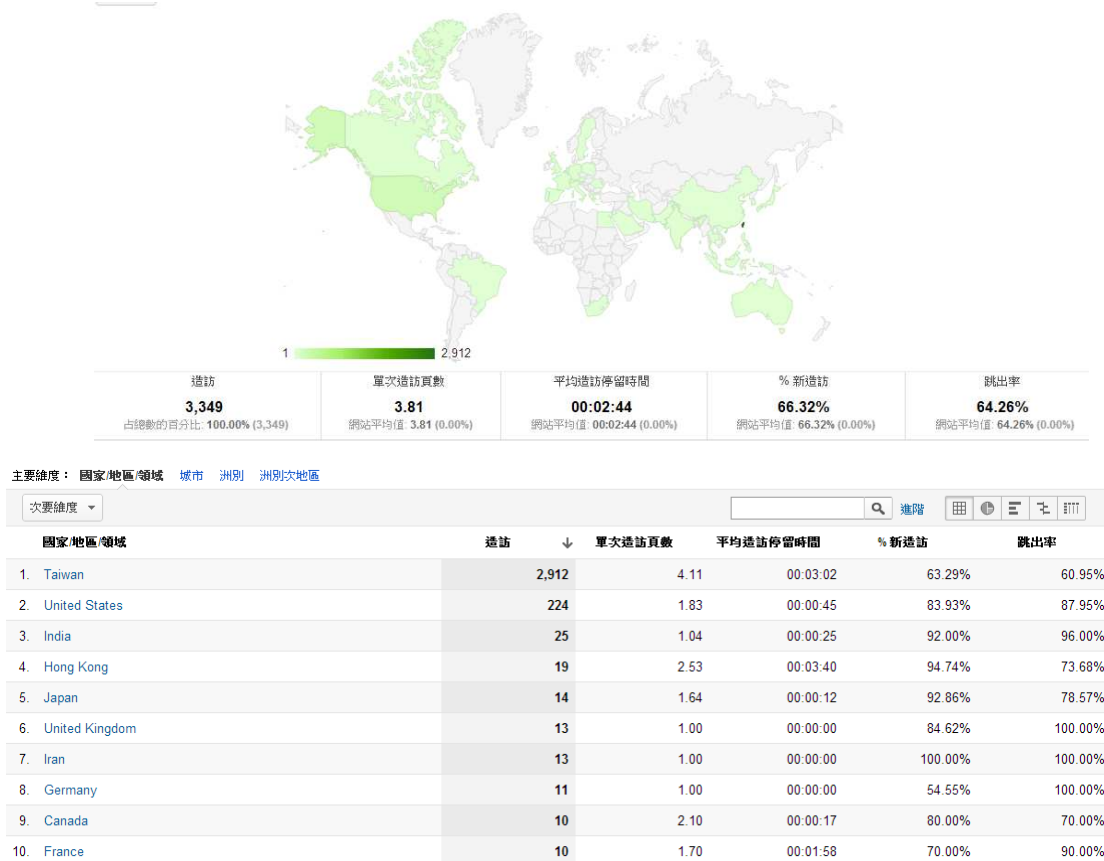 1 2,912
造訪 單次造訪頁數 平均造訪停留時間 % 新造訪 跳出率
3,349 3.81 00:02:44 66.32% 64.26%
占總數的百分比: 100.00% (3,349) 網站平均值: 3.81 (0.00%) 網站平均值: 00:02:44 (0.00%) 網站平均值: 66.32% (0.00%) 網站平均值: 64.26% (0.00%)
主要維度： 國家/地區/領域 城市 洲別 洲別次地區
次要維度 進階
國家/地區/領域 造訪 單次造訪頁數 平均造訪停留時間 % 新造訪 跳出率
1. Taiwan 2,912 4.11 00:03:02 63.29% 60.95%
2. United States 224 1.83 00:00:45 83.93% 87.95%
3. India 25 1.04 00:00:25 92.00% 96.00%
4. Hong Kong 19 2.53 00:03:40 94.74% 73.68%
5. Japan 14 1.64 00:00:12 92.86% 78.57%
6. United Kingdom 13 1.00 00:00:00 84.62% 100.00%
7. Iran 13 1.00 00:00:00 100.00% 100.00%
8. Germany 11 1.00 00:00:00 54.55% 100.00%
9. Canada 10 2.10 00:00:17 80.00% 70.00%
10. France 10 1.70 00:01:58 70.00% 90.00%